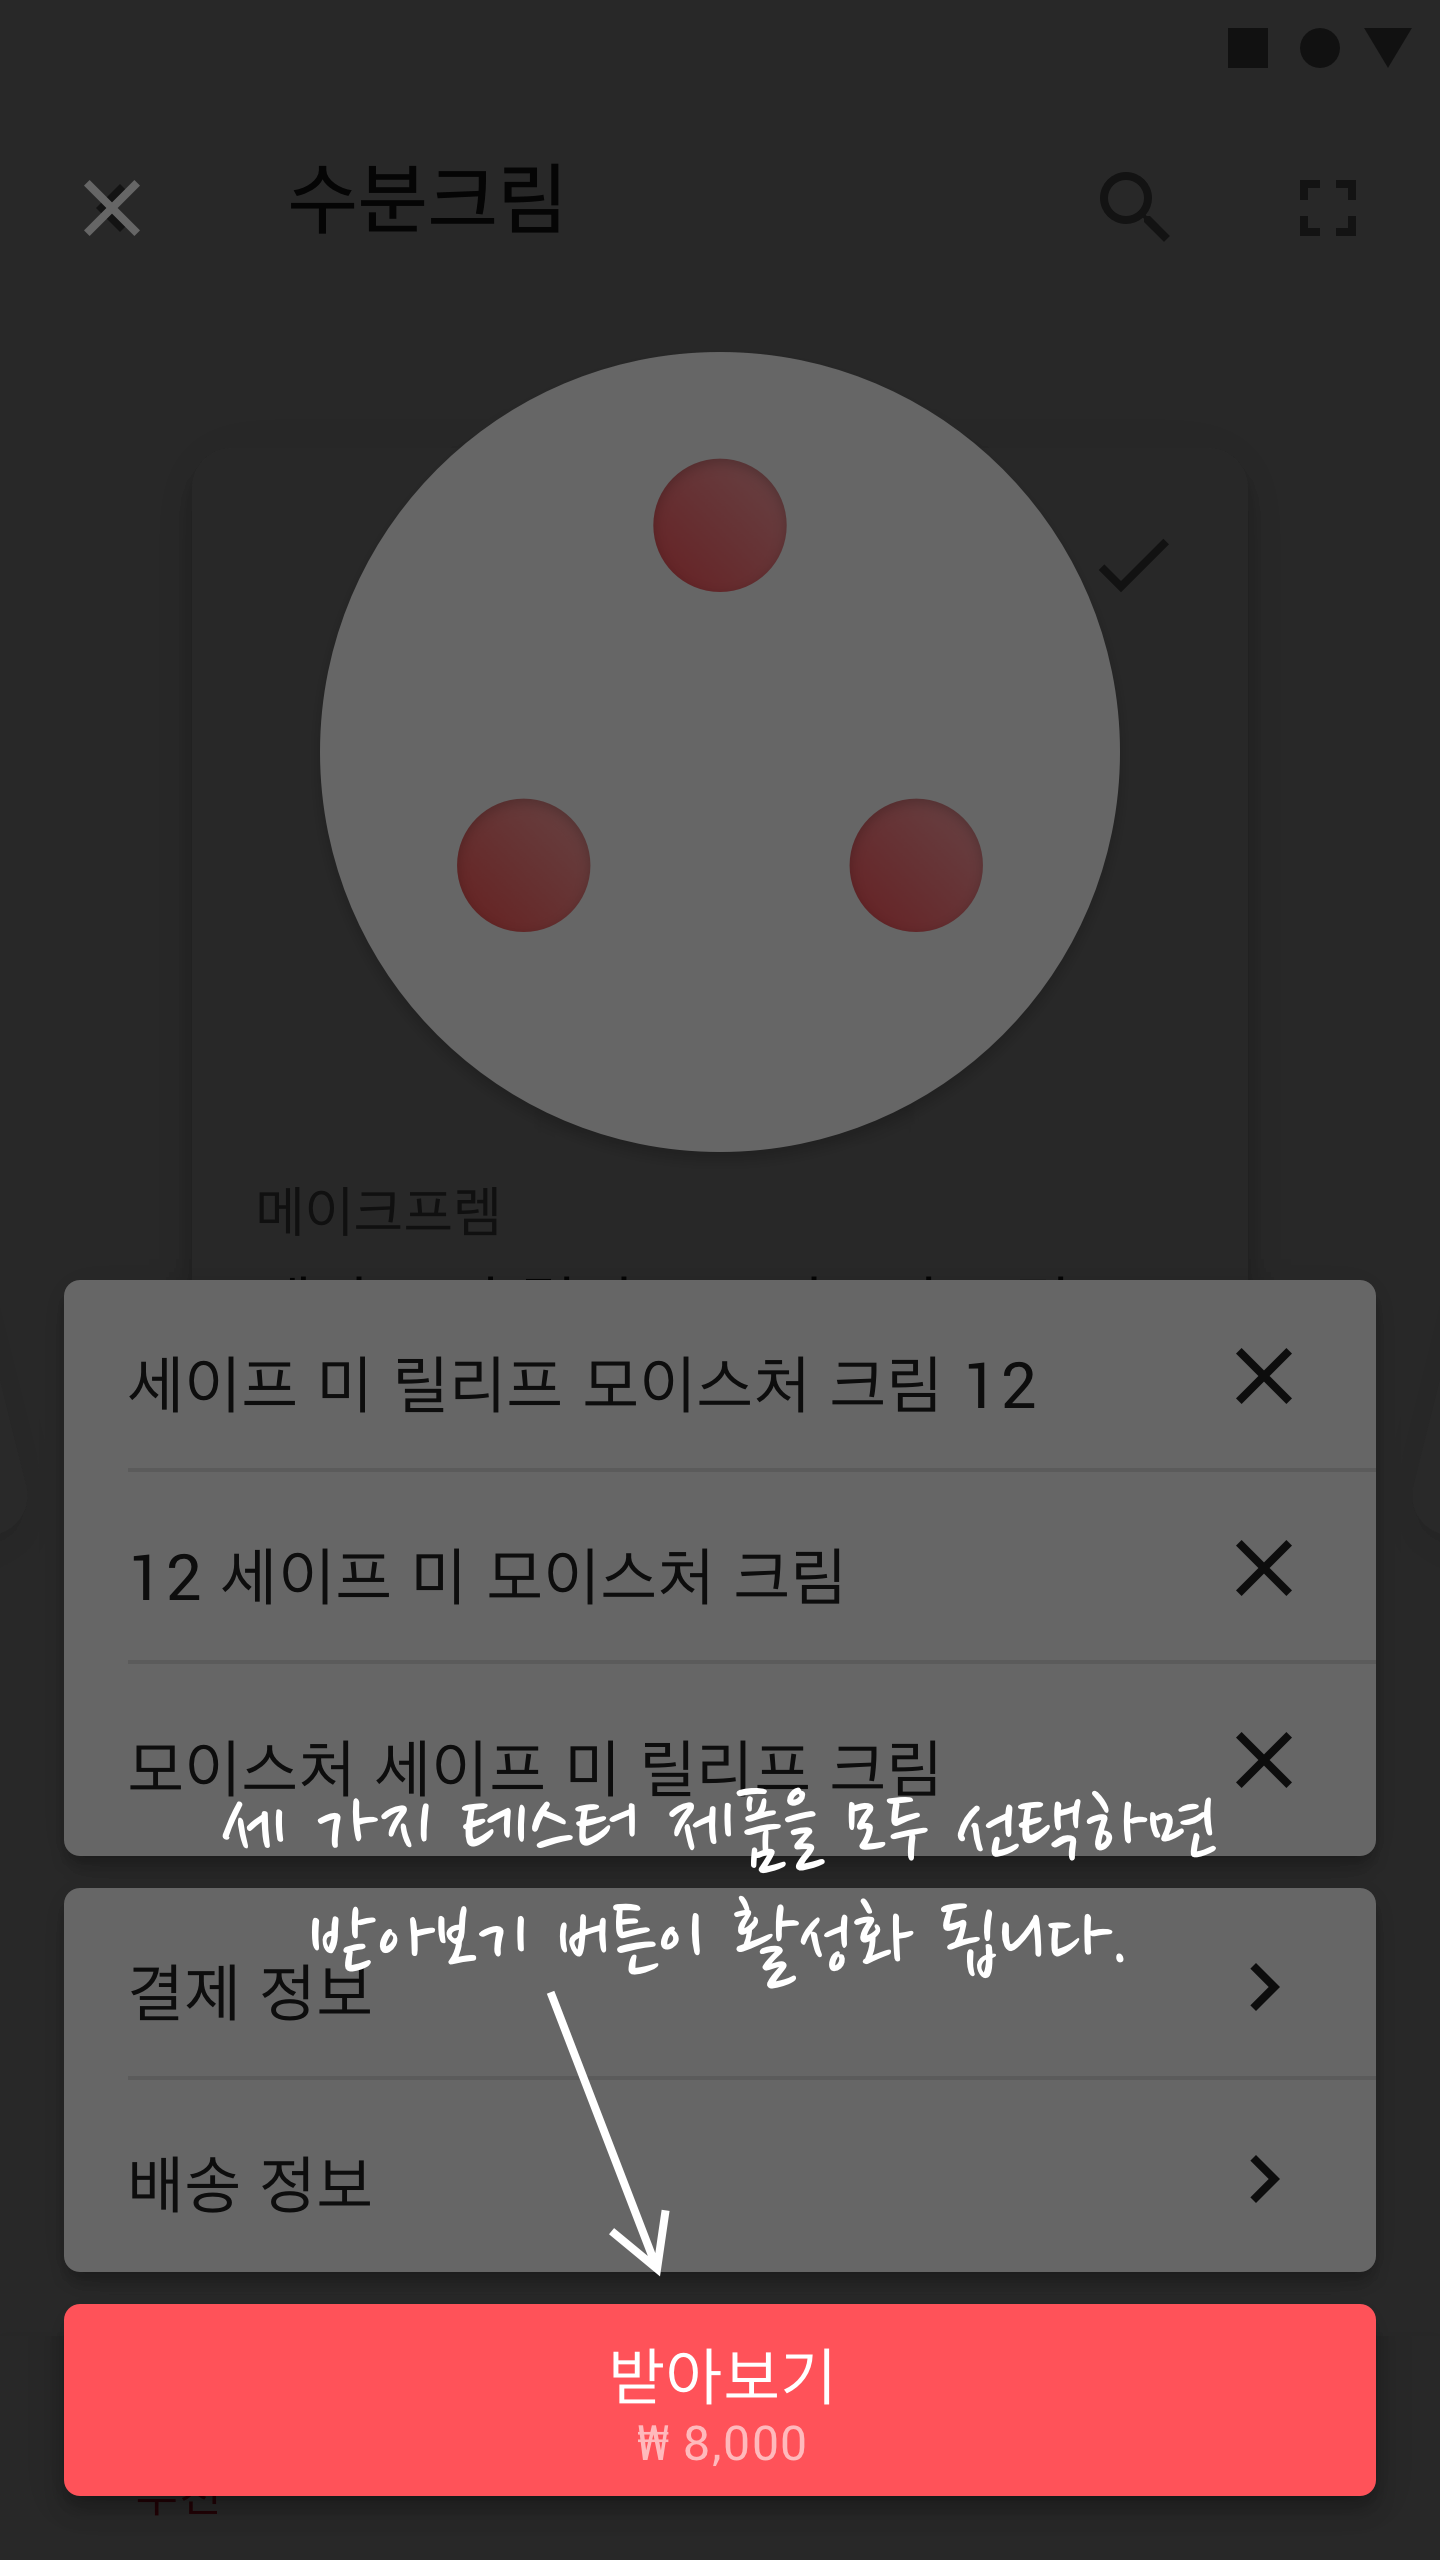 수분크림
메이크프렘
세이프 미 릴리프 모이스처 크림 12
12 세이프 미 모이스처 크림
모이스처 세이프 미 릴리프 크림
세 가지 테스터 제품을 모두 선택하면
받아보기 버튼이 활성화 됩니다.
결제 정보
배송 정보
받아보기
₩ 8,000